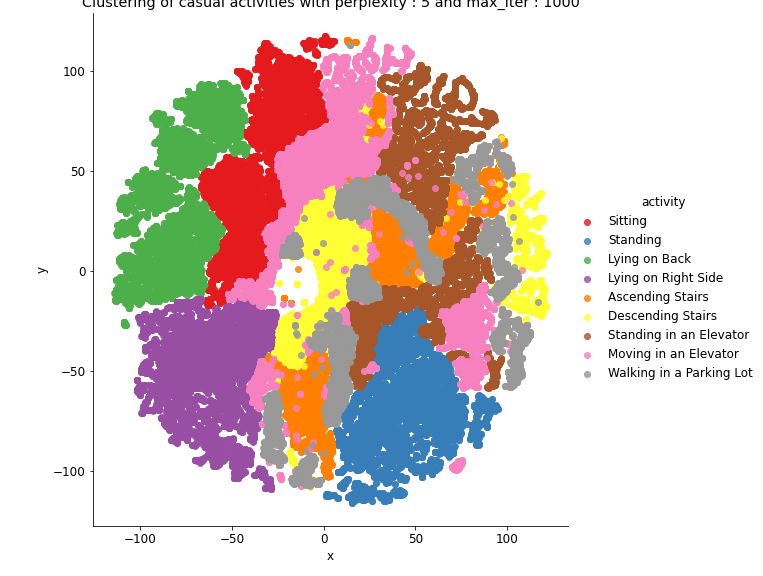 Clustering of casual activities with perplexity : 5 and max_iter : 1000
100
50
0
−50
−100
y
−100 −50 0 50 100
x
activity
Sitting
Standing
Lying on Back
Lying on Right Side
Ascending Stairs
Descending Stairs
Standing in an Elevator
Moving in an Elevator
Walking in a Parking Lot